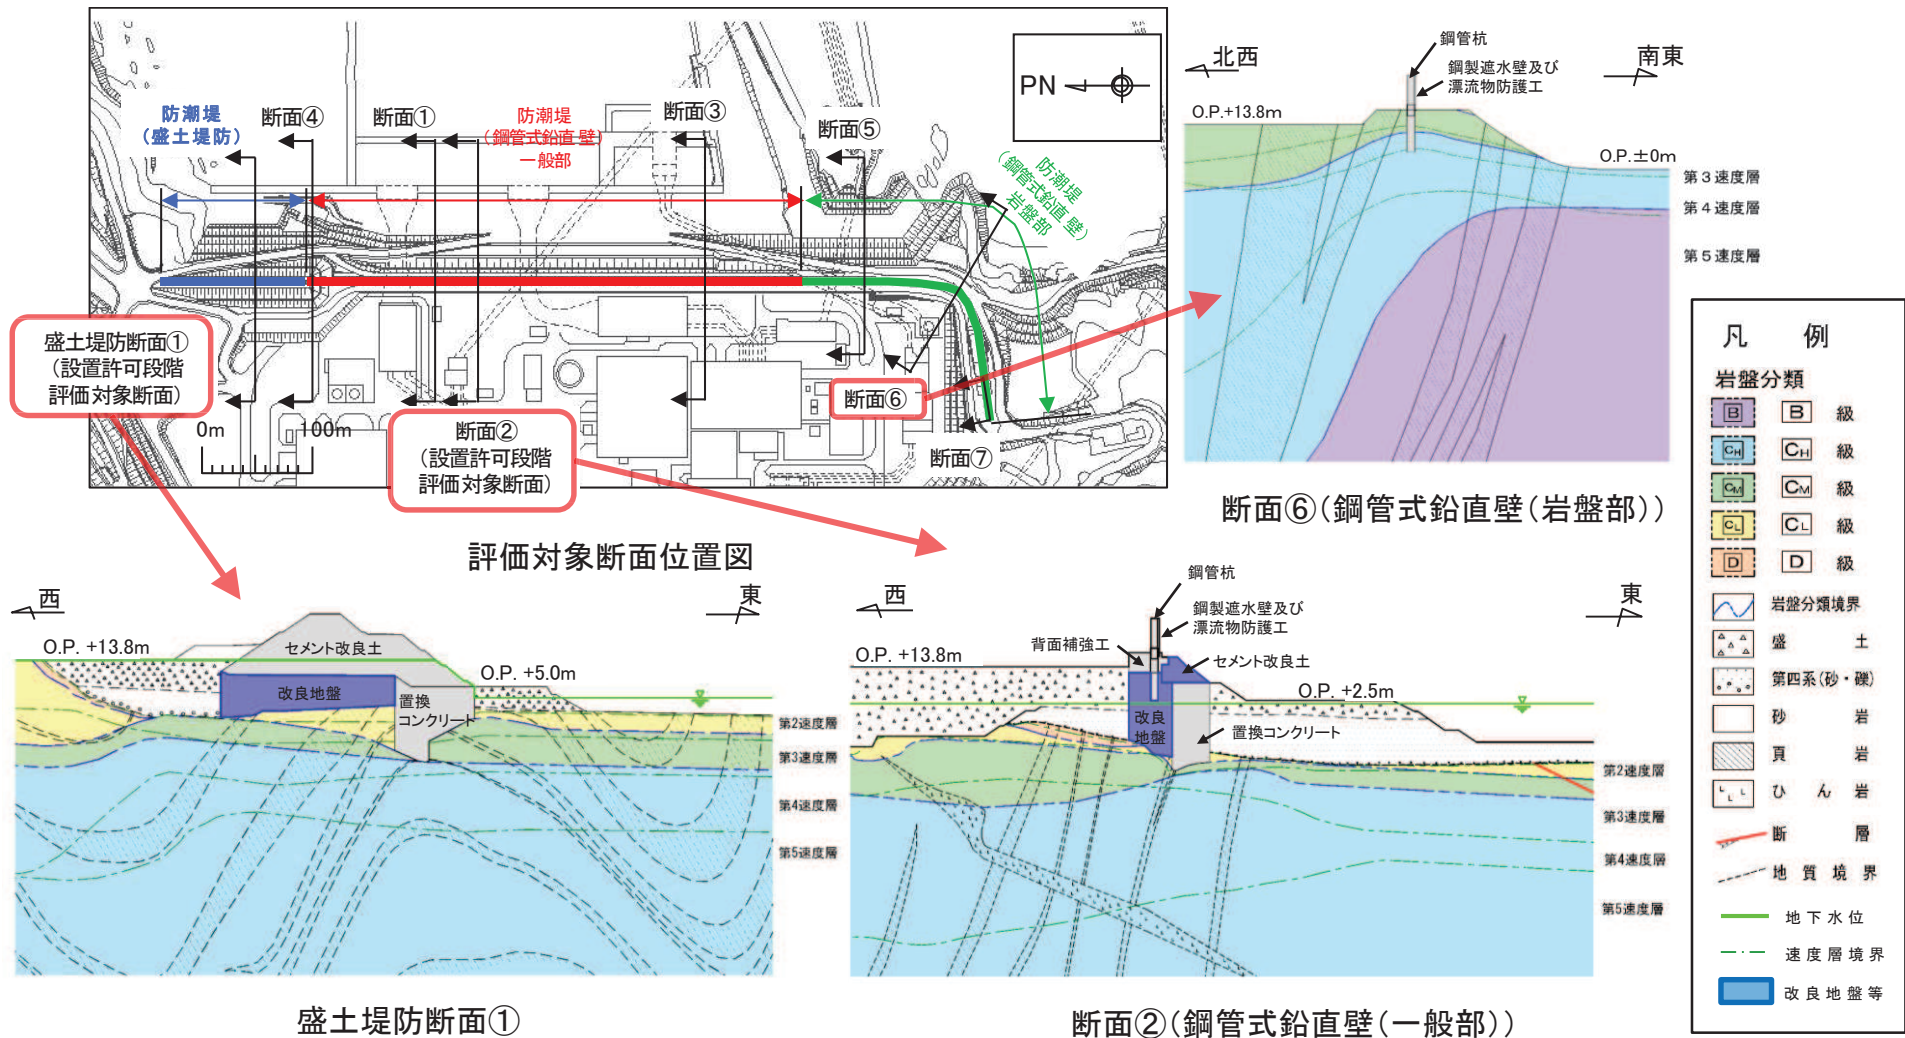 防潮堤
(盛土堤防)
断面④
断面①
防潮堤
(鋼管式鉛直壁)
一般部
断面③
断面⑤
PN
防潮堤
(鋼管式鉛直壁)
岩盤部
盛土堤防断面①
(設置許可段階
評価対象断面)
0m
100m
断面②
(設置許可段階
評価対象断面)
断面⑥
断面⑦
評価対象断面位置図
北西
南東
鋼管杭
鋼製遮水壁及び
漂流物防護工
O.P.+13.8m
O.P.±0m
第3速度層
第4速度層
第5速度層
断面⑥(鋼管式鉛直壁(岩盤部))
凡 例
岩盤分類
B B 級
CH CH 級
CM CM 級
CL CL 級
D D 級
岩盤分類境界
盛 土
第四系(砂・礫)
砂 岩
頁 岩
ひ ん 岩
断 層
地 質 境 界
地 下 水 位
速 度 層 境 界
改 良 地 盤 等
西
東
O.P. +13.8m
セメント改良土
O.P. +5.0m
改良地盤
置換
コンクリート
第2速度層
第3速度層
第4速度層
第5速度層
盛土堤防断面①
西
東
鋼管杭
鋼製遮水壁及び
漂流物防護工
背面補強工
O.P. +13.8m
セメント改良土
O.P. +2.5m
改良
地盤
置換コンクリート
第2速度層
第3速度層
第4速度層
第5速度層
断面②(鋼管式鉛直壁(一般部))